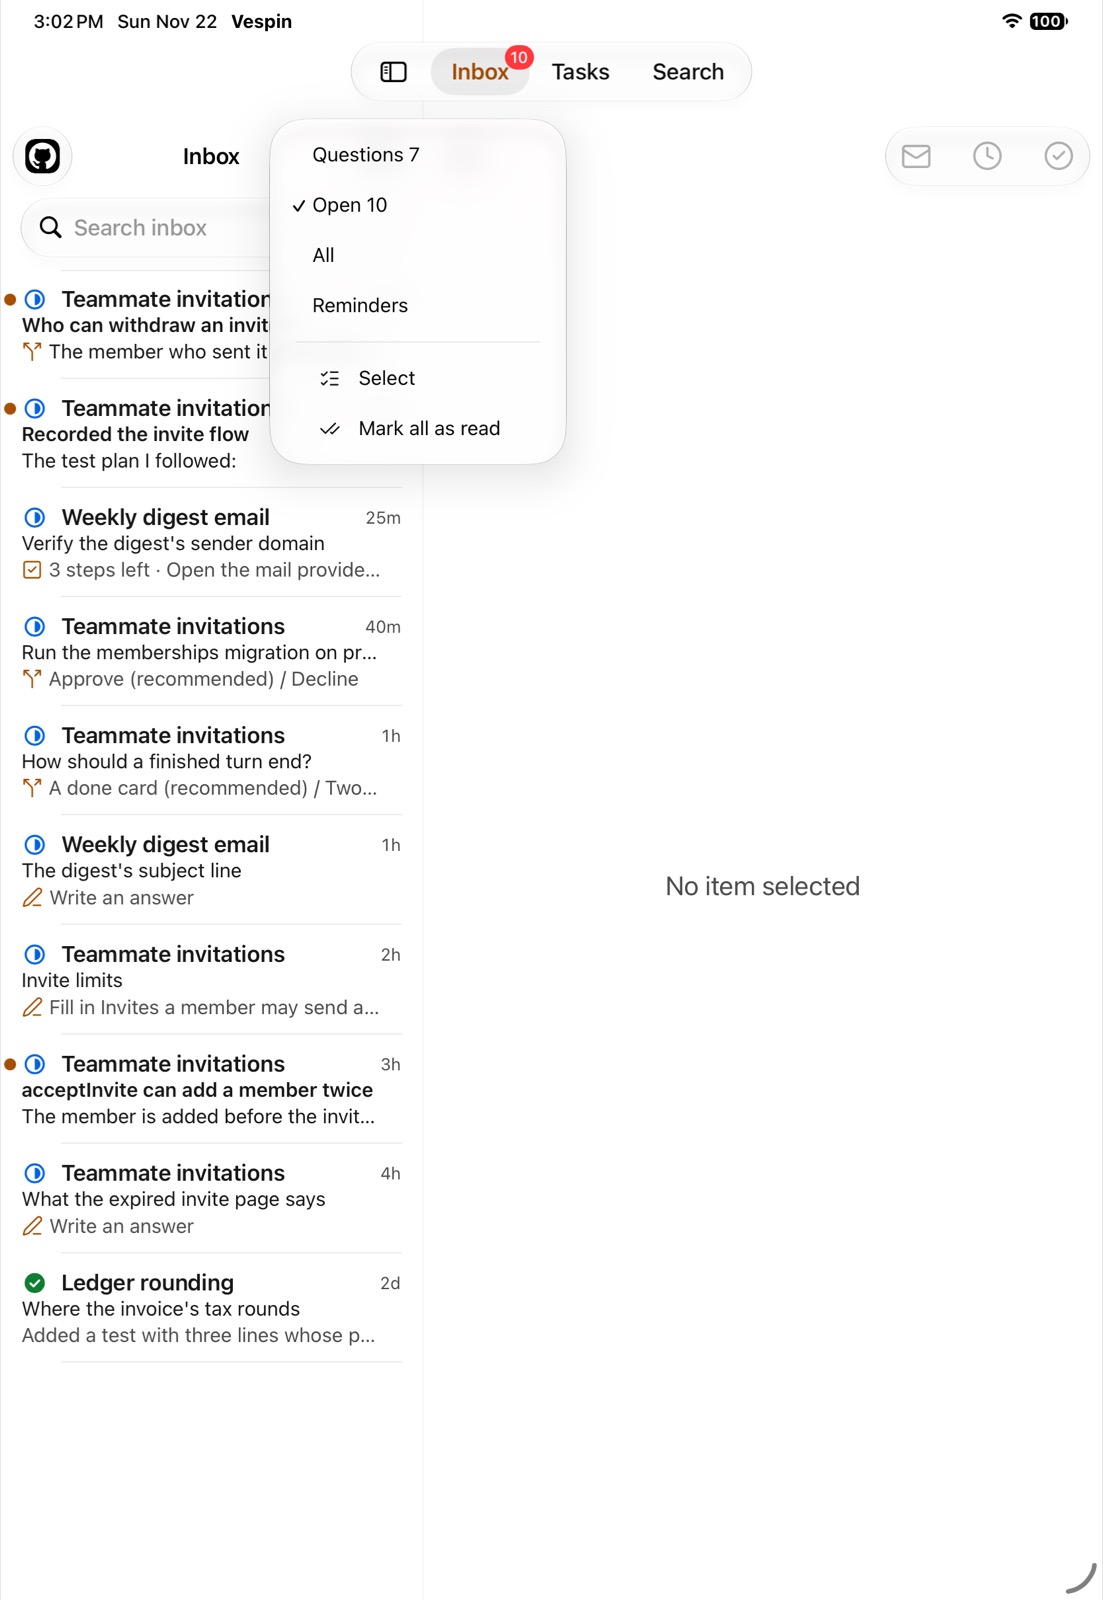 3:02 PM Sun Nov 22 Vespin
100
Inbox 10 Tasks Search
Inbox
Search inbox
Questions 7
Open 10
All
Reminders
Select
Mark all as read
Teammate invitation
Who can withdraw an invit
The member who sent it
Teammate invitation
Recorded the invite flow
The test plan I followed:
Weekly digest email 25m
Verify the digest's sender domain
3 steps left · Open the mail provide...
Teammate invitations 40m
Run the memberships migration on pr...
Approve (recommended) / Decline
Teammate invitations 1h
How should a finished turn end?
A done card (recommended) / Two...
Weekly digest email 1h
The digest's subject line
Write an answer
Teammate invitations 2h
Invite limits
Fill in Invites a member may send a...
Teammate invitations 3h
acceptInvite can add a member twice
The member is added before the invit...
Teammate invitations 4h
What the expired invite page says
Write an answer
Ledger rounding 2d
Where the invoice's tax rounds
Added a test with three lines whose p...
No item selected